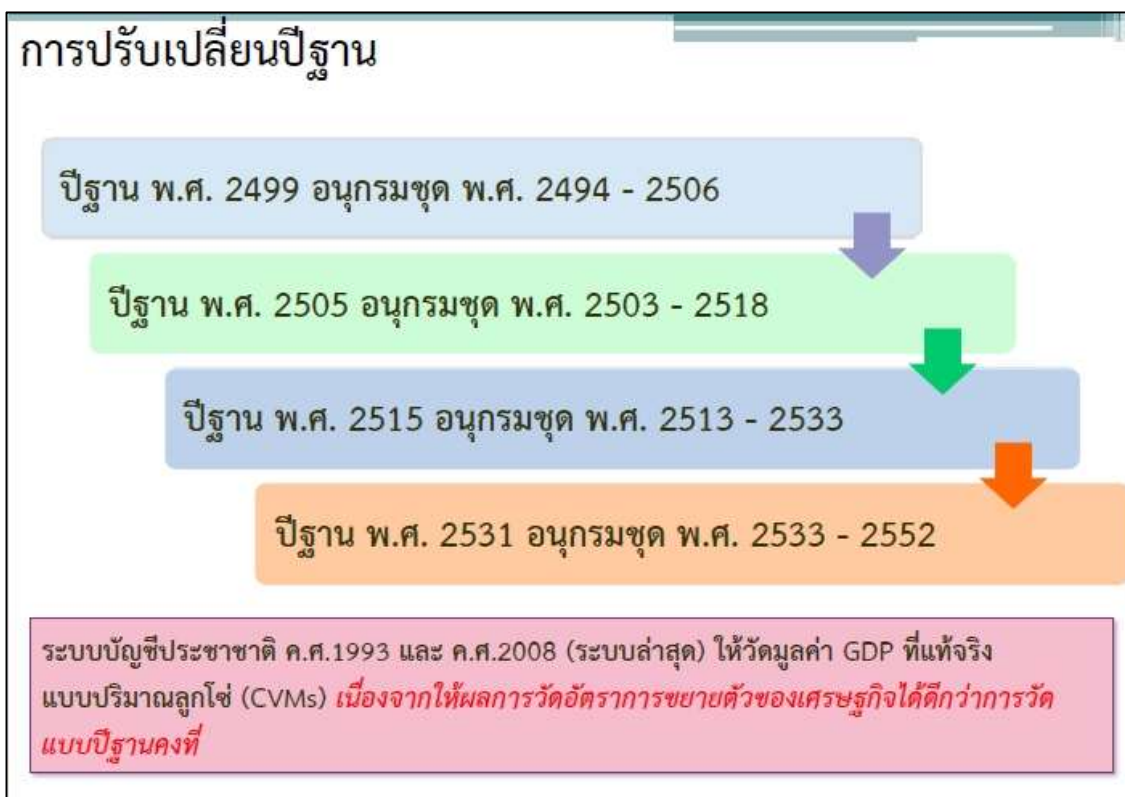 การปรับเปลี่ยนปีฐาน
ปีฐาน พ.ศ. 2499 อนุกรมชุด พ.ศ. 2494 - 2506
ปีฐาน พ.ศ. 2505 อนุกรมชุด พ.ศ. 2503 - 2518
ปีฐาน พ.ศ. 2515 อนุกรมชุด พ.ศ. 2513 - 2533
ปีฐาน พ.ศ. 2531 อนุกรมชุด พ.ศ. 2533 - 2552
ระบบบัญชีประชาชาติ ค.ศ.1993 และ ค.ศ.2008 (ระบบล่าสุด) ให้วัดมูลค่า GDP ที่แท้จริง
แบบปริมาณลูกโซ่ (CVMs) เนื่องจากให้ผลการวัดอัตราการขยายตัวของเศรษฐกิจได้ดีกว่าการวัด
แบบปีฐานคงที่